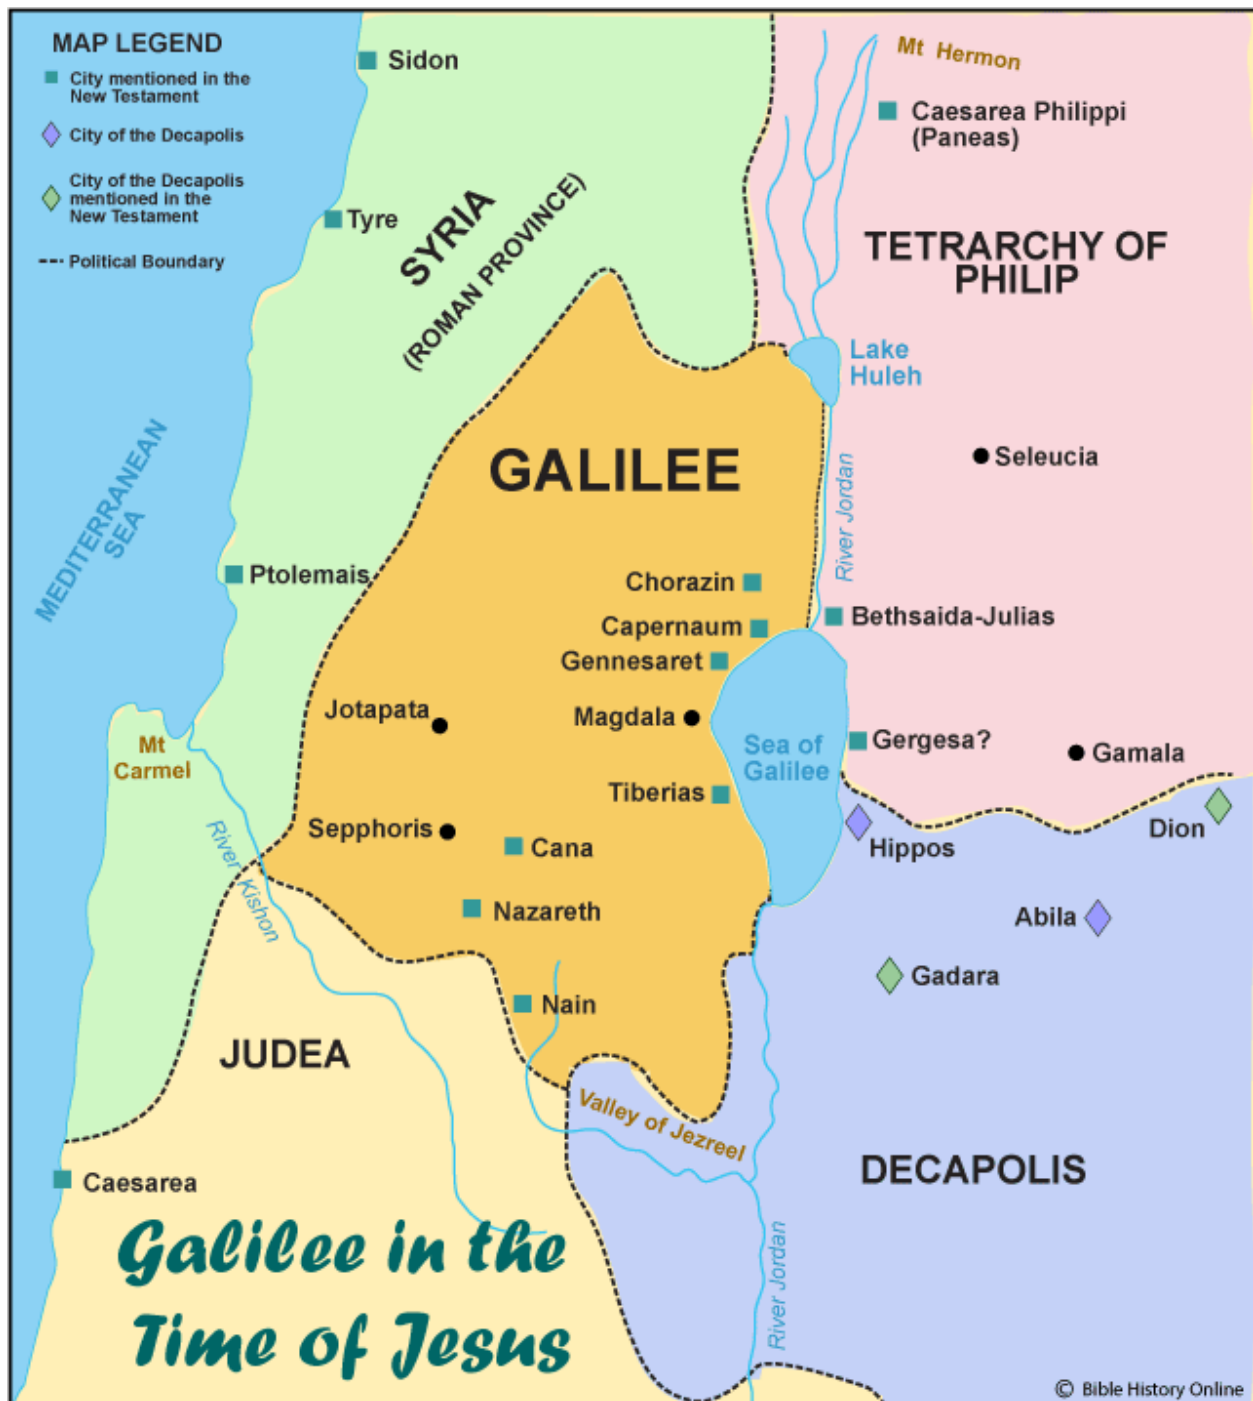 MAP LEGEND
City mentioned in the
New Testament
City of the Decapolis
City of the Decapolis
mentioned in the
New Testament
Political Boundary
Sidon
Mt Hermon
Caesarea Philippi
(Paneas)
Tyre
SYRIA
(ROMAN PROVINCE)
TETRARCHY OF
PHILIP
Lake
Huleh
MEDITERRANEAN
SEA
GALILEE
River Jordan
Seleucia
Ptolemais
Chorazin
Capernaum
Bethsaida-Julias
Gennesaret
Jotapata
Magdala
Sea of
Galilee
Gergesa?
Gamala
Mt
Carmel
Tiberias
River Kishon
Sepphoris
Cana
Hippos
Dion
Nazareth
Abila
Gadara
Nain
JUDEA
Valley of Jezreel
DECAPOLIS
Caesarea
River Jordan
Galilee in the
Time of Jesus
© Bible History Online